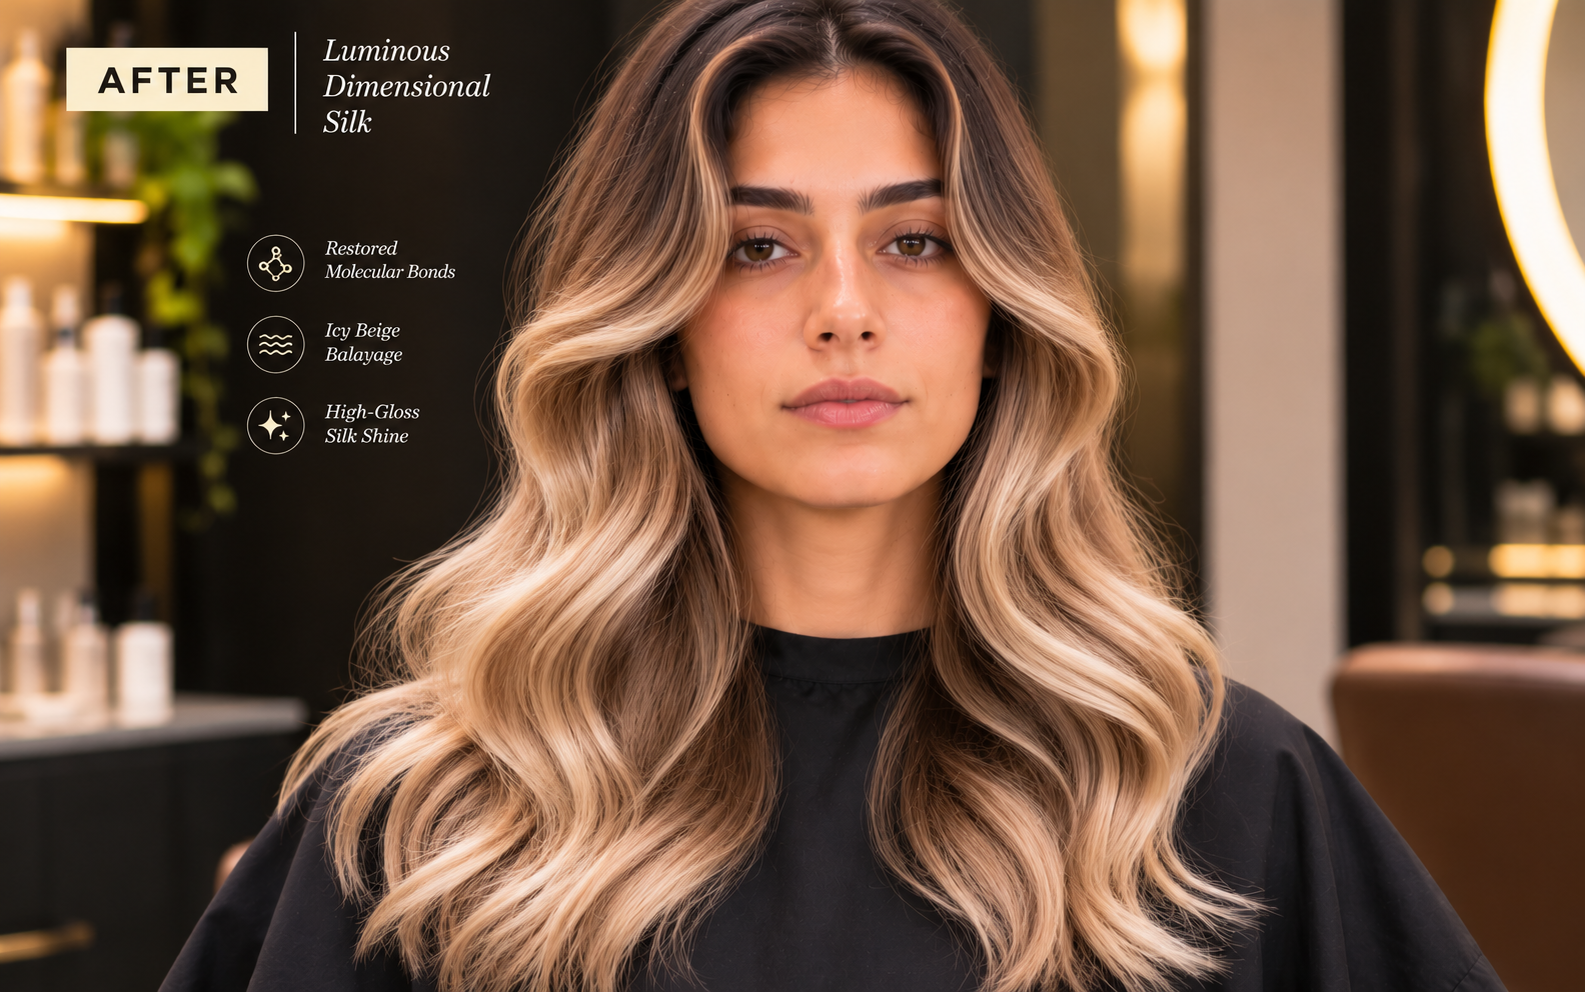 AFTER
Luminous
Dimensional
Silk
Restored
Molecular Bonds
Icy Beige
Balayage
High-Gloss
Silk Shine